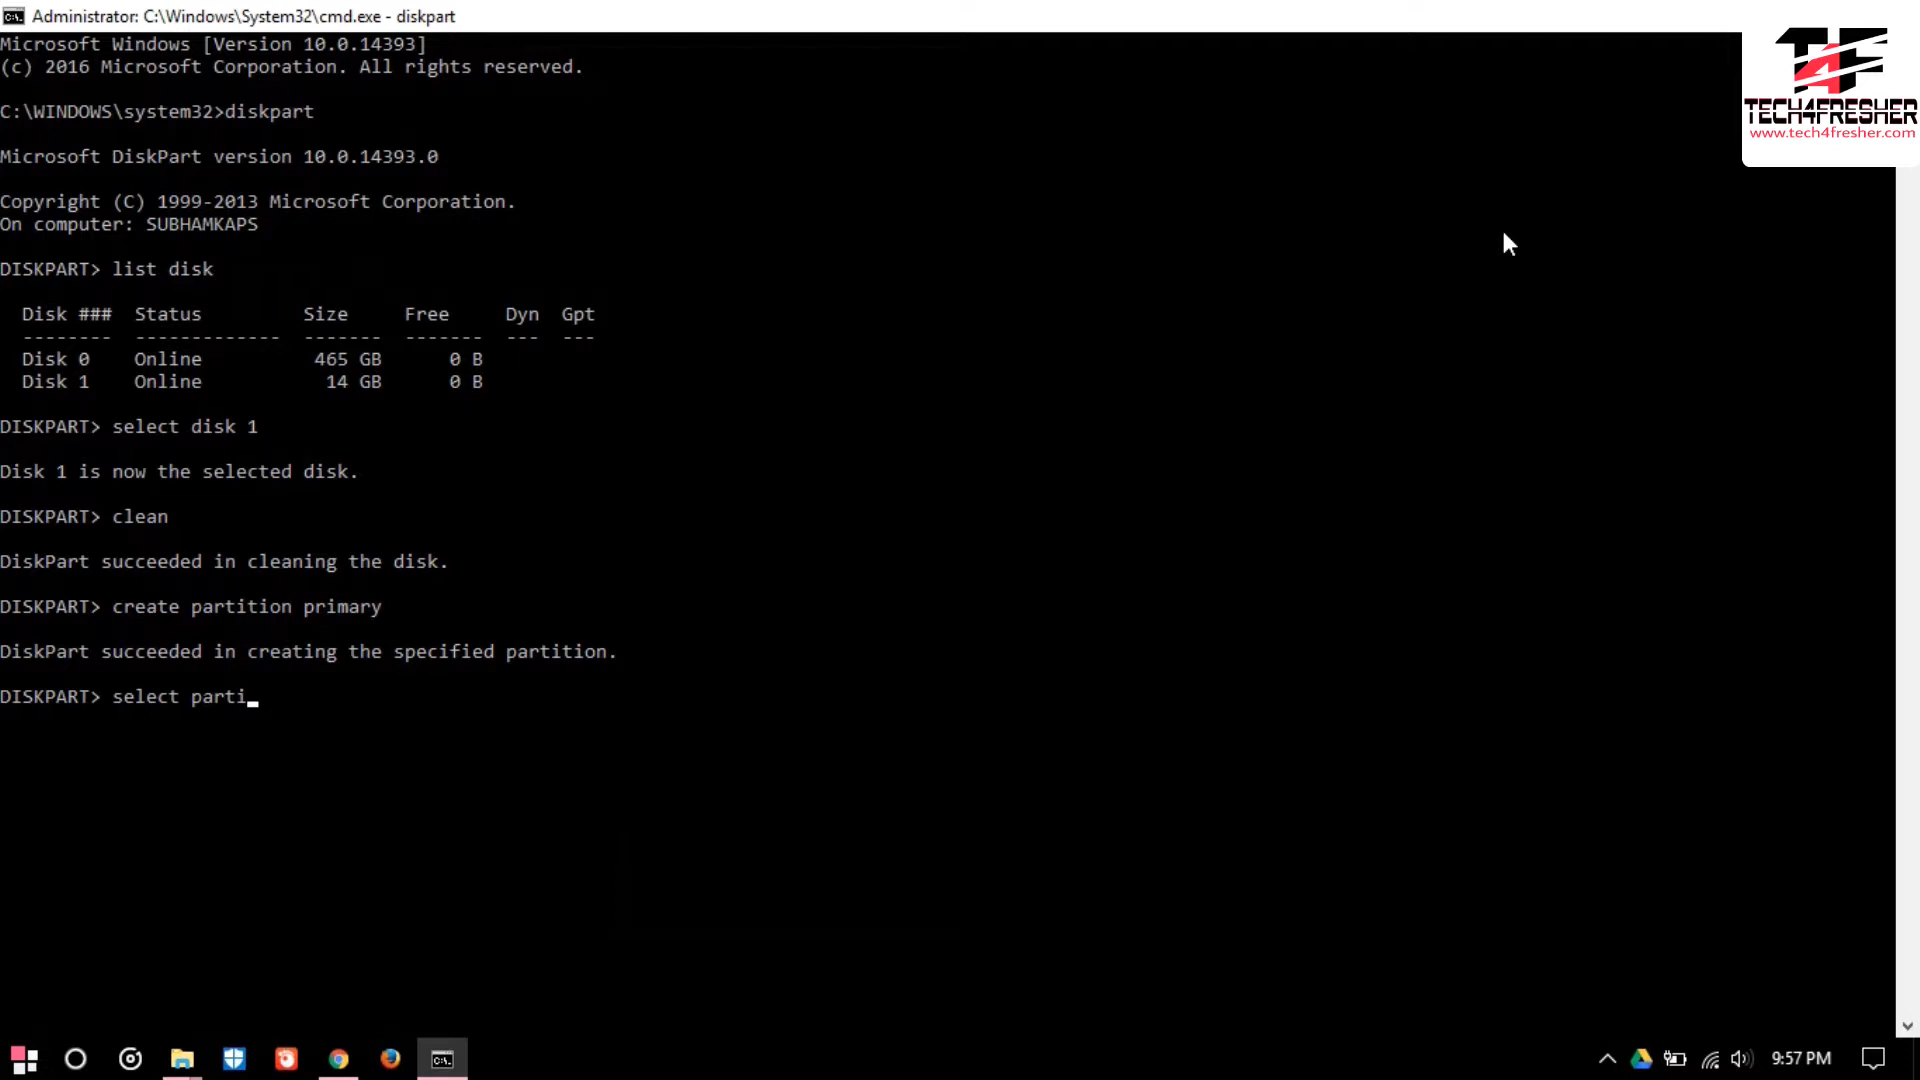 Administrator: C:\Windows\System32\cmd.exe - diskpart
Microsoft Windows [Version 10.0.14393]
(c) 2016 Microsoft Corporation. All rights reserved.
C:\WINDOWS\system32>diskpart
Microsoft DiskPart version 10.0.14393.0
Copyright (C) 1999-2013 Microsoft Corporation.
On computer: SUBHAMKAPS
DISKPART> list disk
Disk ### Status Size Free Dyn Gpt
-------- ------------- ------- ------- --- ---
Disk 0 Online 465 GB 0 B
Disk 1 Online 14 GB 0 B
DISKPART> select disk 1
Disk 1 is now the selected disk.
DISKPART> clean
DiskPart succeeded in cleaning the disk.
DISKPART> create partition primary
DiskPart succeeded in creating the specified partition.
DISKPART> select parti_
T4F
TECH4FRESHER
www.tech4fresher.com
9:57 PM